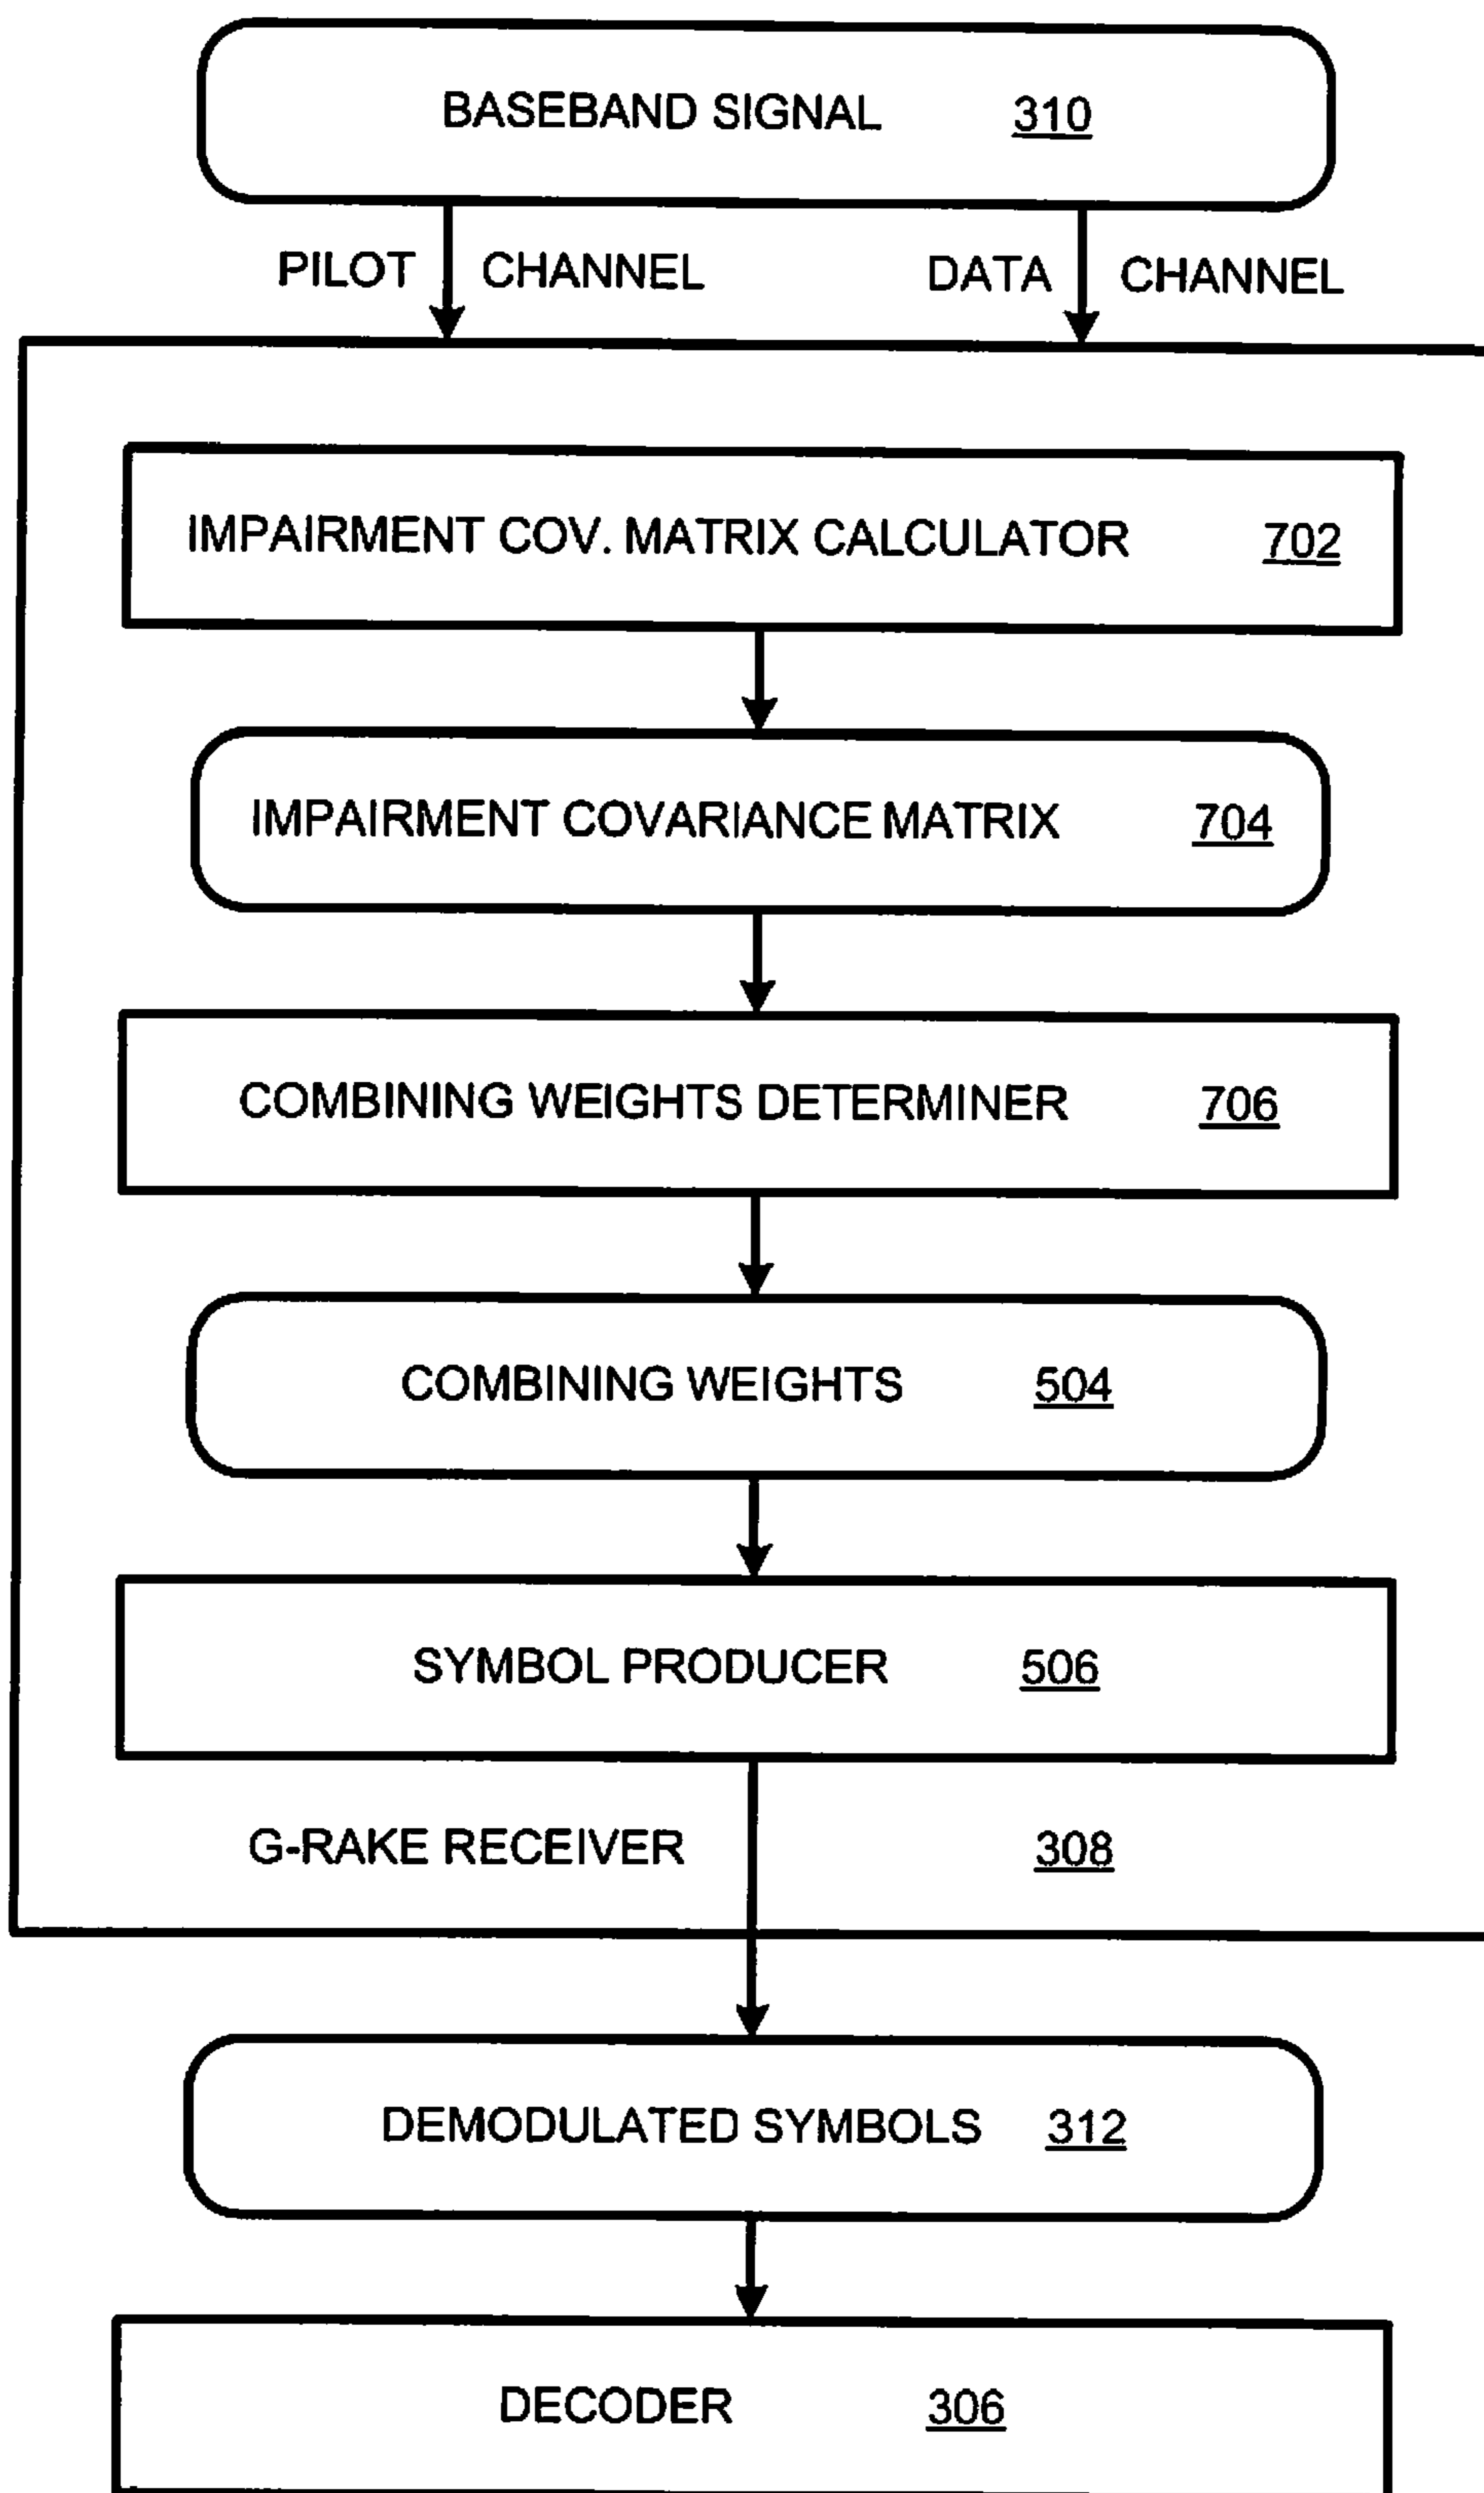 BASEBAND SIGNAL 310
PILOT CHANNEL DATA CHANNEL
IMPAIRMENT COV. MATRIX CALCULATOR 702
IMPAIRMENT COVARIANCE MATRIX 704
COMBINING WEIGHTS DETERMINER 706
COMBINING WEIGHTS 504
SYMBOL PRODUCER 506
G-RAKE RECEIVER 308
DEMODULATED SYMBOLS 312
DECODER 306